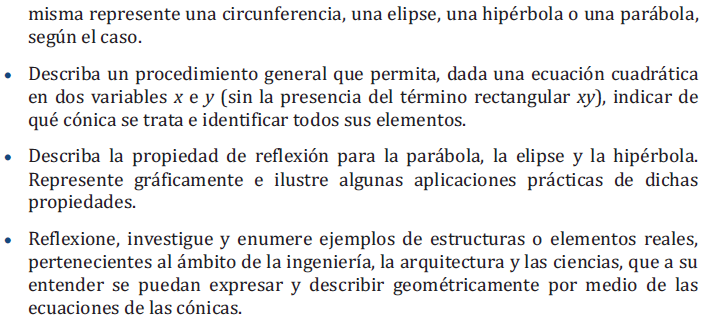 misma represente una circunferencia, una elipse, una hipérbola o una parábola,
según el caso.
• Describa un procedimiento general que permita, dada una ecuación cuadrática
en dos variables x e y (sin la presencia del término rectangular xy), indicar de
qué cónica se trata e identificar todos sus elementos.
• Describa la propiedad de reflexión para la parábola, la elipse y la hipérbola.
Represente gráficamente e ilustre algunas aplicaciones prácticas de dichas
propiedades.
• Reflexione, investigue y enumere ejemplos de estructuras o elementos reales,
pertenecientes al ámbito de la ingeniería, la arquitectura y las ciencias, que a su
entender se puedan expresar y describir geométricamente por medio de las
ecuaciones de las cónicas.